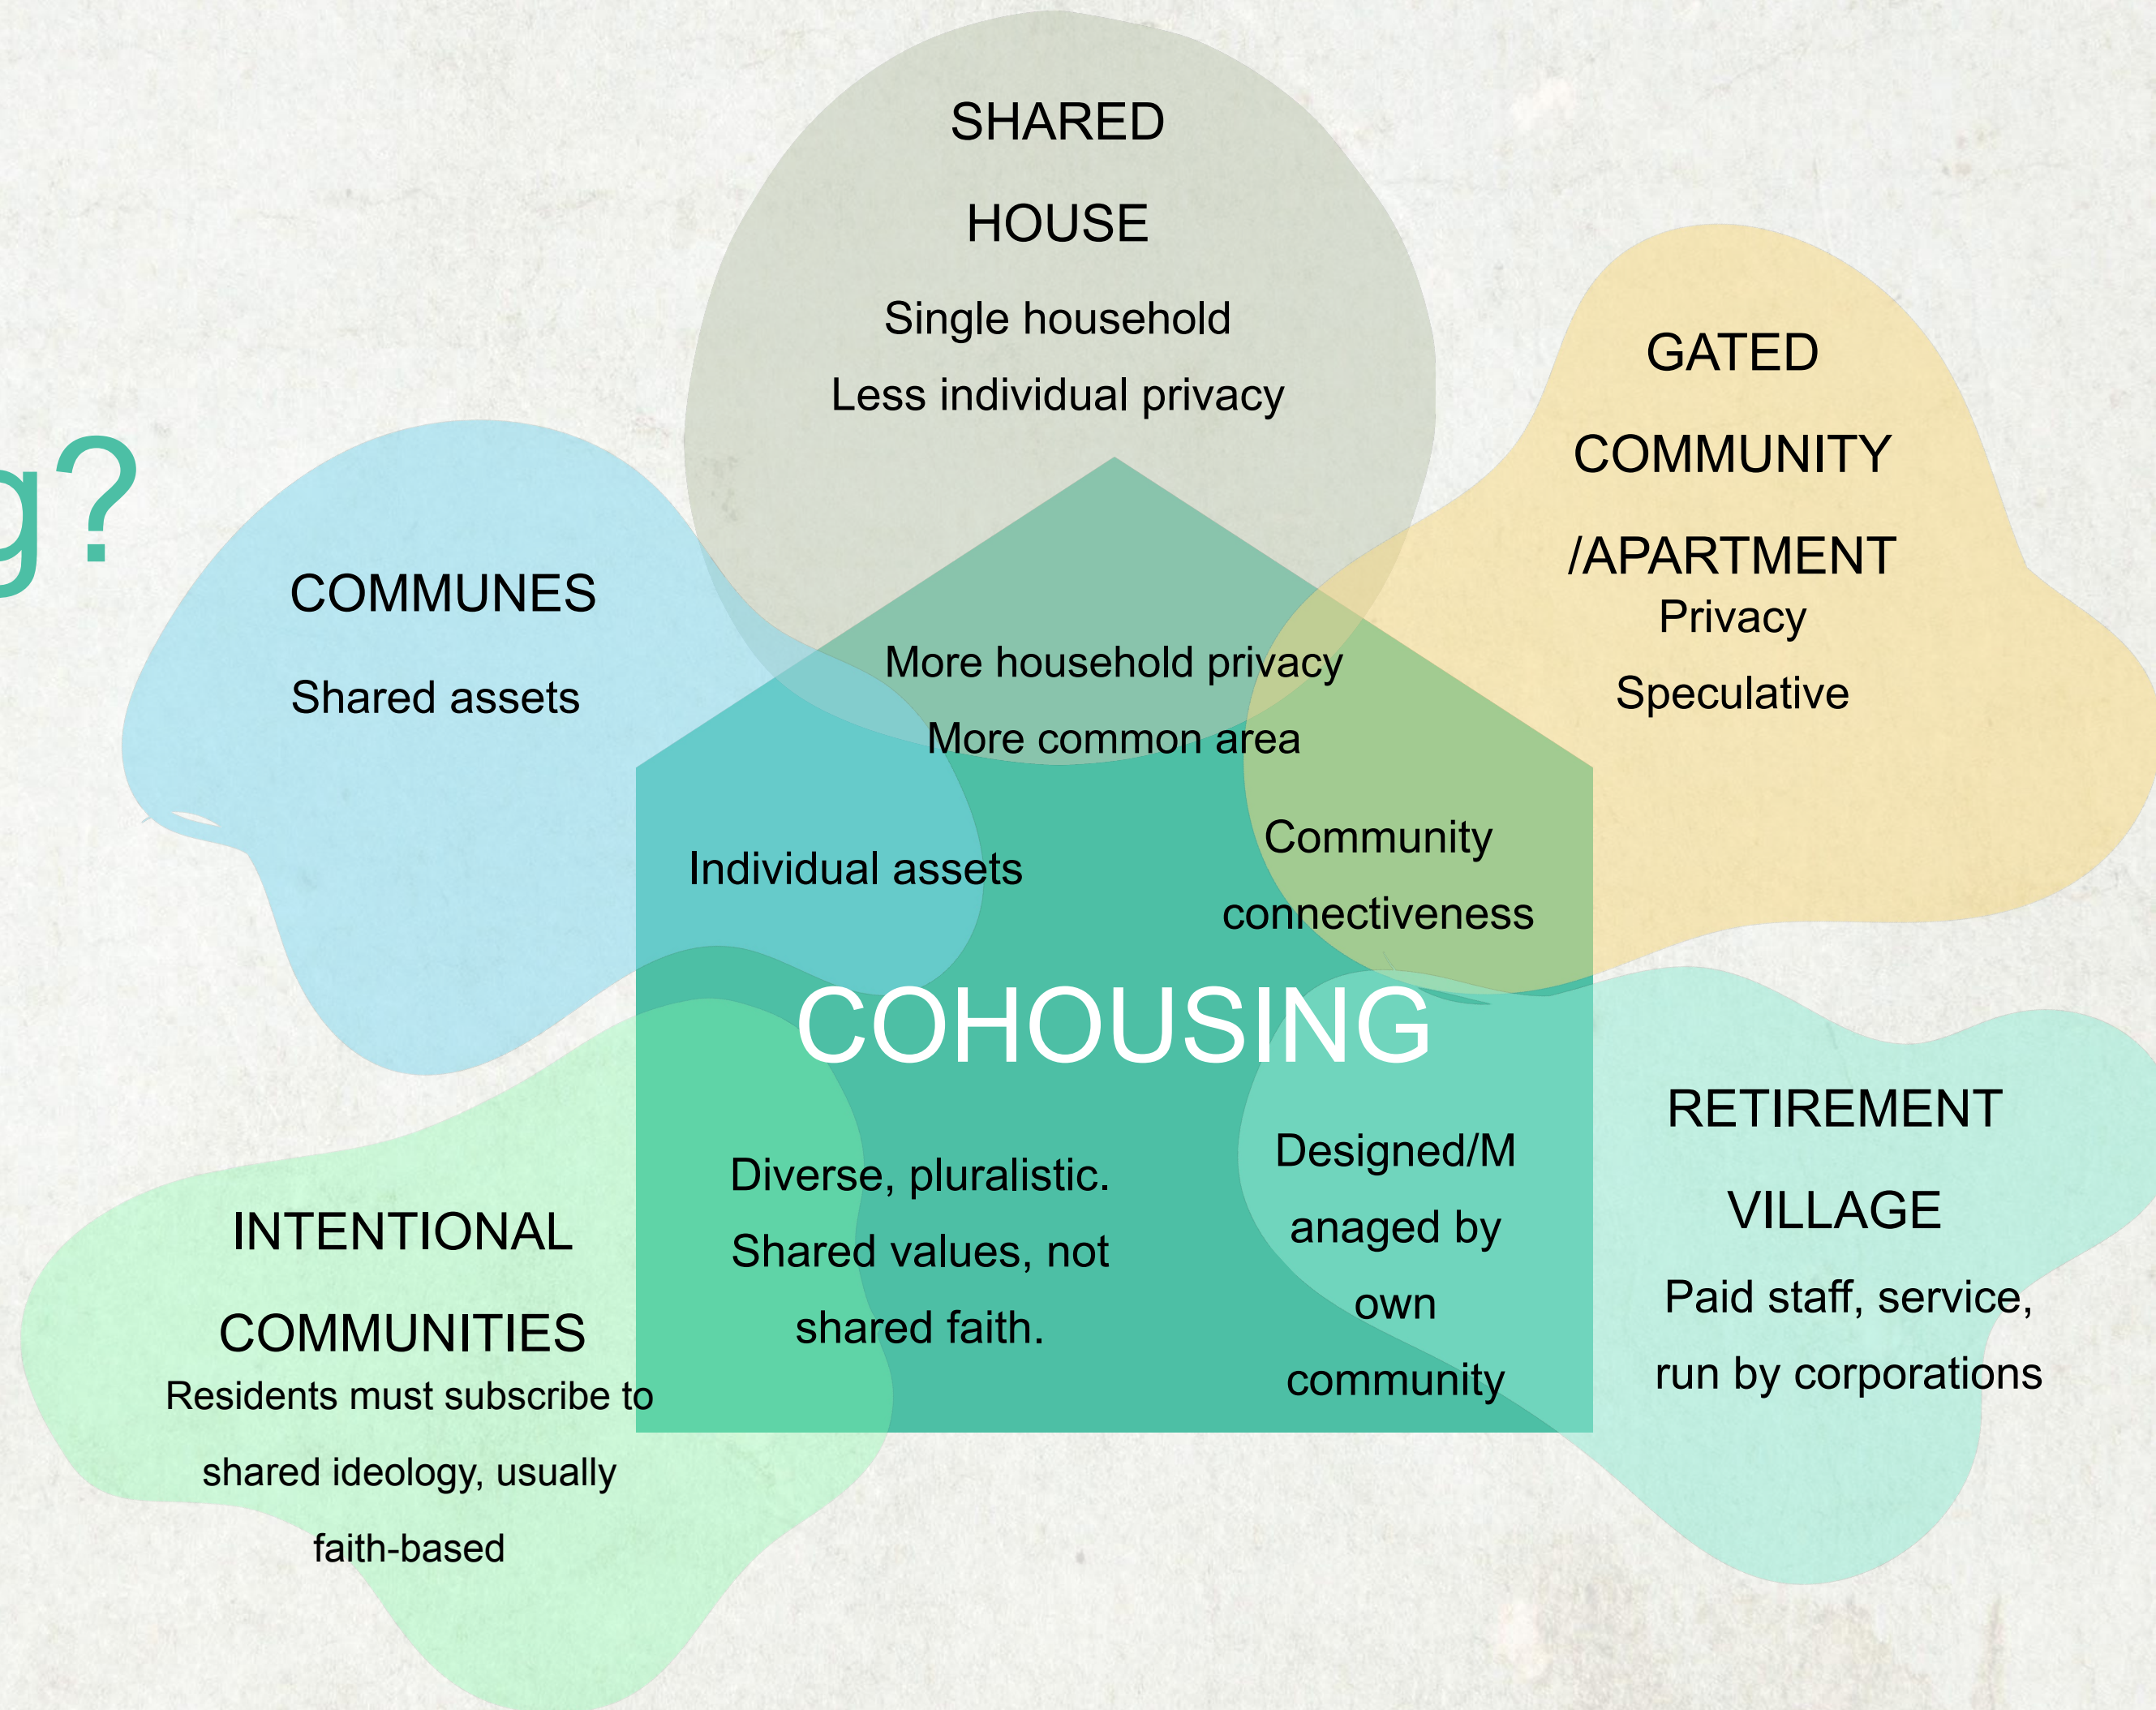 g?
SHARED
HOUSE
Single household
Less individual privacy
GATED
COMMUNITY
/APARTMENT
Privacy
Speculative
COMMUNES
Shared assets
More household privacy
More common area
Individual assets
Community
connectiveness
COHOUSING
Diverse, pluralistic.
Shared values, not
shared faith.
Designed/M
anaged by
own
community
RETIREMENT
VILLAGE
Paid staff, service,
run by corporations
INTENTIONAL
COMMUNITIES
Residents must subscribe to
shared ideology, usually
faith-based